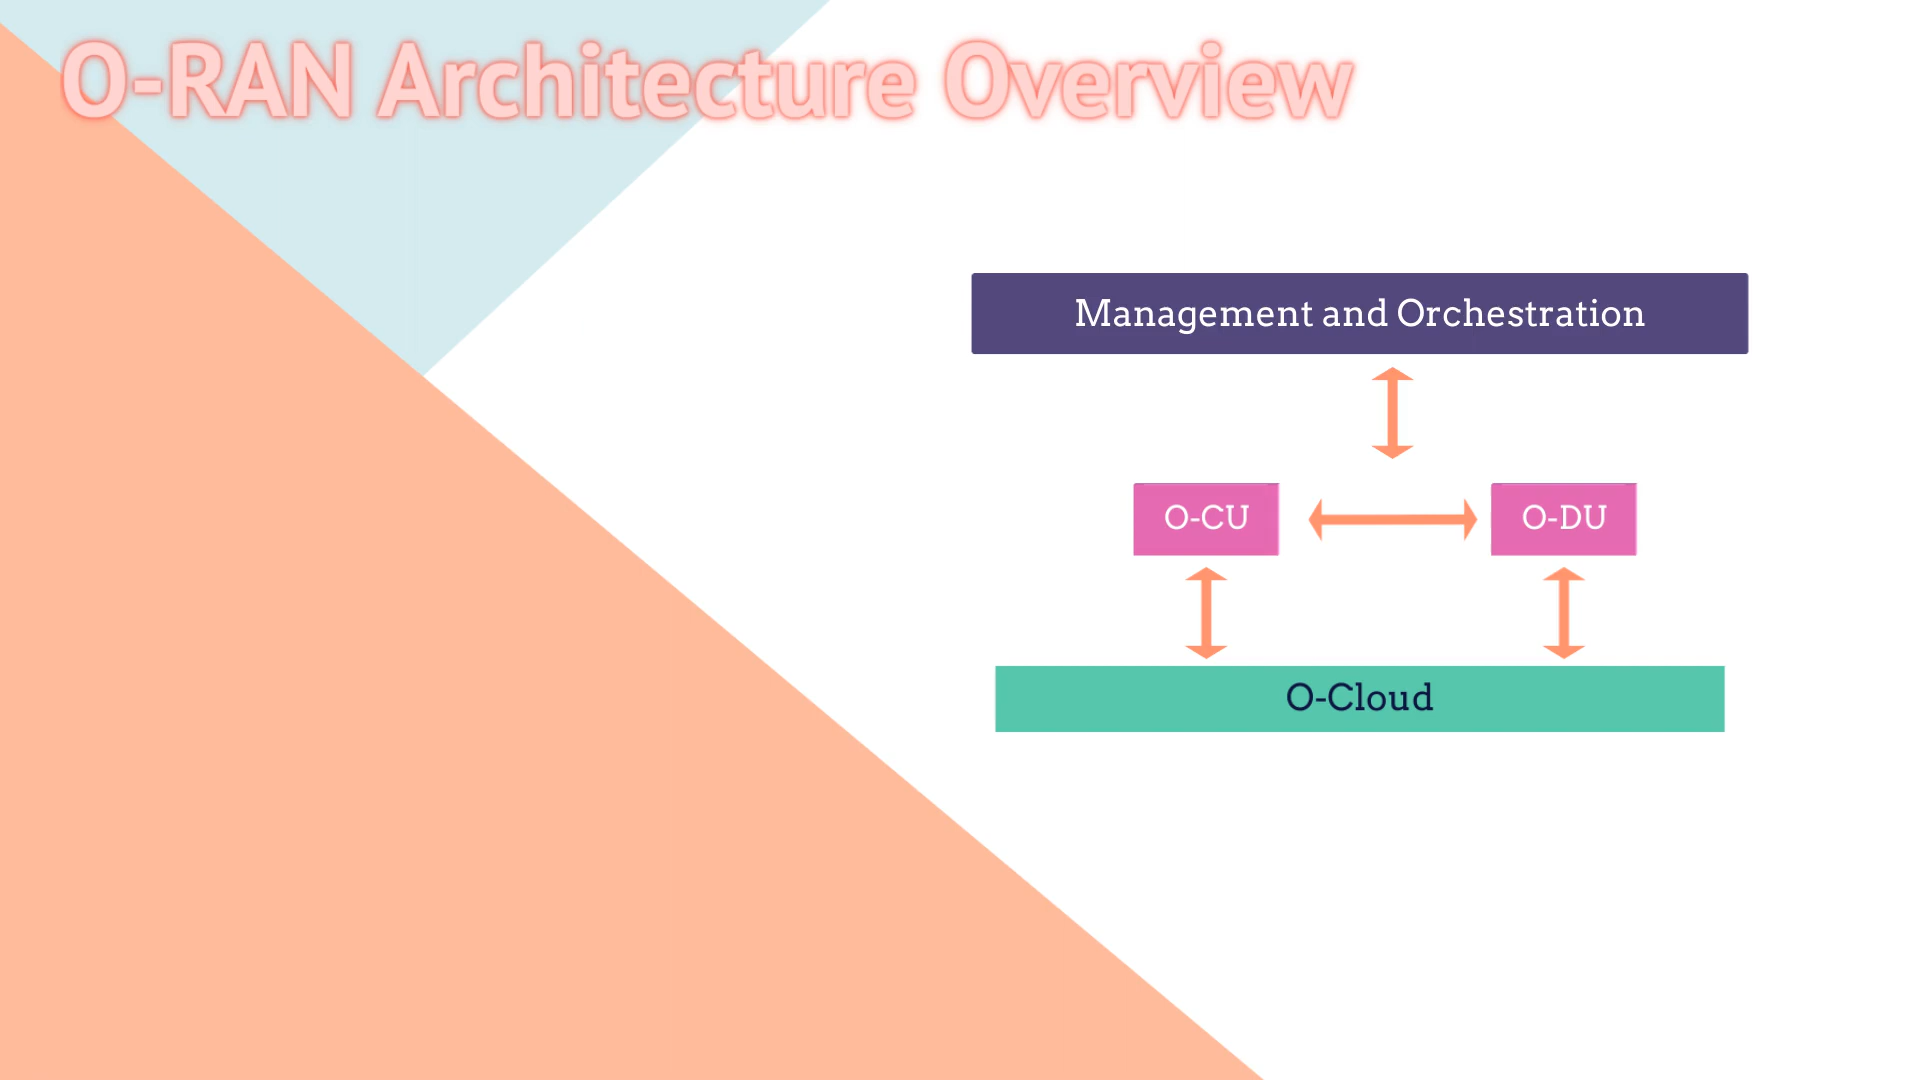 O-RAN Architecture Overview
Management and Orchestration
O-CU
O-DU
O-Cloud